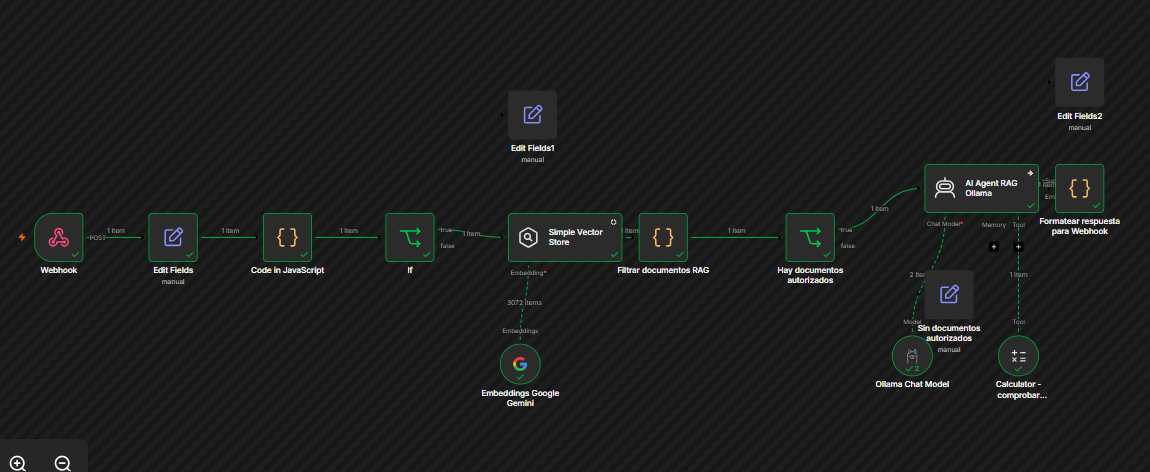 Edit Fields2
manual
Edit Fields1
manual
AI Agent RAG
Ollama
1 item
Formatear respuesta
para Webhook
Chat Model*
Memory
Tool
POST
1 item
1 item
1 item
true
false
1 item
Simple Vector
Store
item
1 item
true
false
1 item
Webhook
Edit Fields
manual
Code in JavaScript
If
Embedding*
Filtrar documentos RAG
Hay documentos
autorizados
3072 items
Embeddings
Embeddings Google
Gemini
1 item
Model
Sin documentos
autorizados
manual
Tool
2
Ollama Chat Model
Calculator -
comprobar...